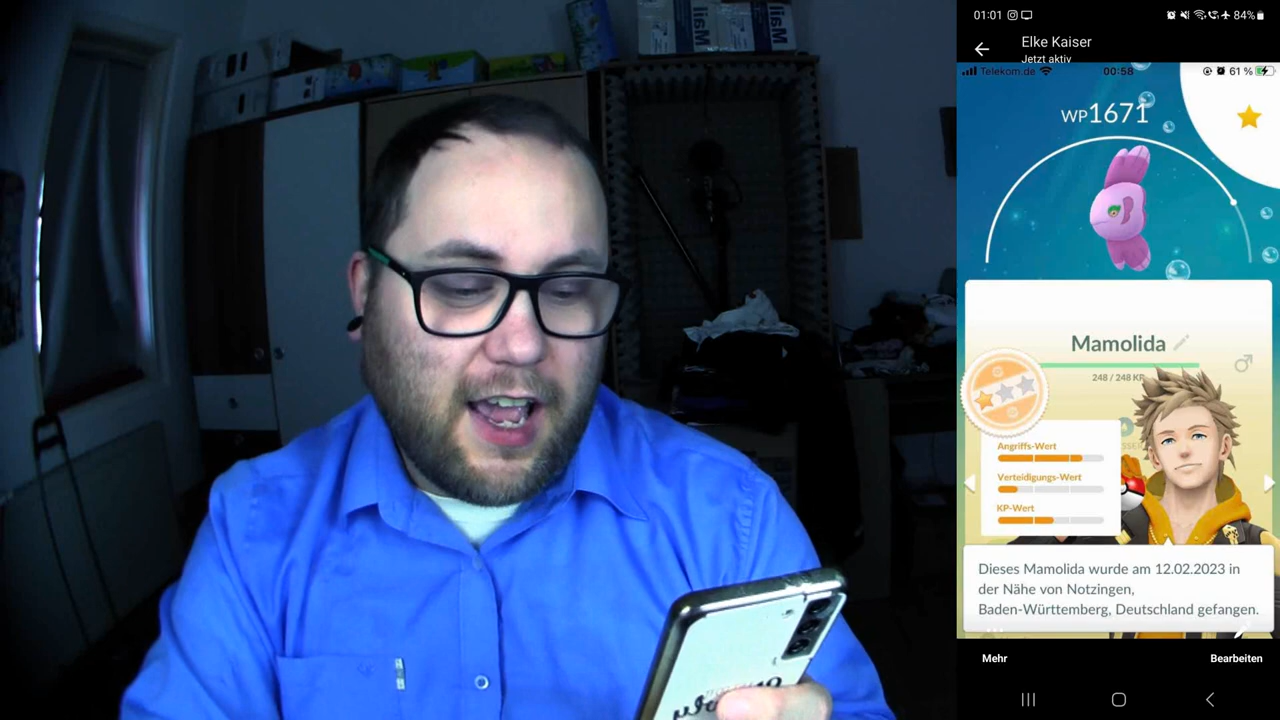 Mali
01:01
84%
Elke Kaiser
Jetzt aktiv
Telekom.de
00:58
61 %
WP1671
Mamolida
248 / 248 KP
Angriffs-Wert
Verteidigungs-Wert
KP-Wert
Dieses Mamolida wurde am 12.02.2023 in
der Nähe von Notzingen,
Baden-Württemberg, Deutschland gefangen.
Mehr
Bearbeiten